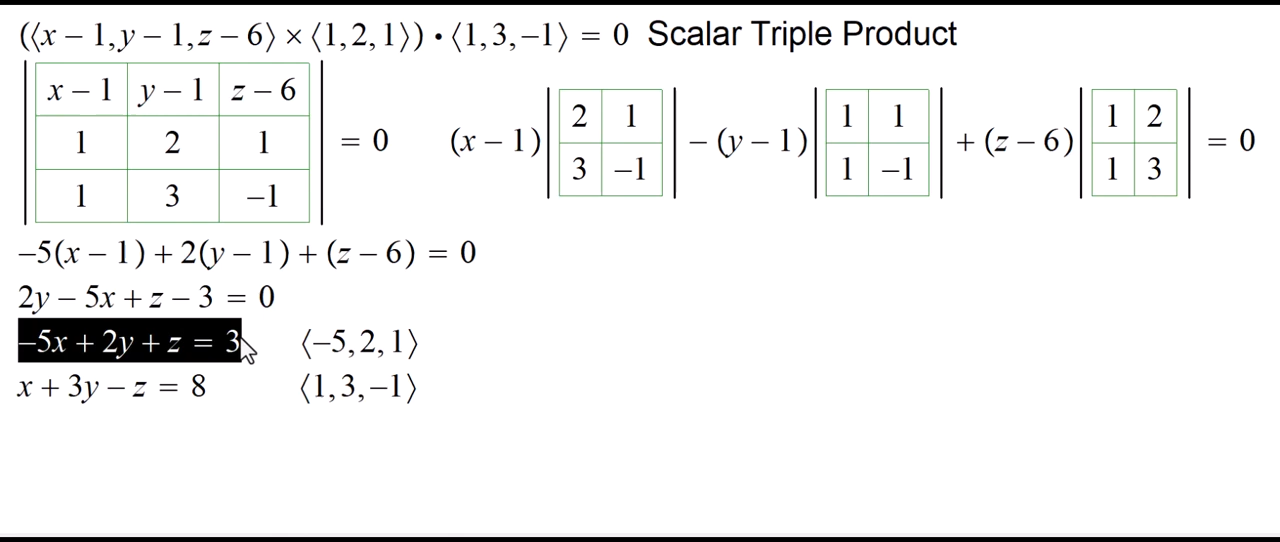 (⟨x − 1, y − 1, z − 6⟩ × ⟨1, 2, 1⟩) • ⟨1, 3, −1⟩ = 0 Scalar Triple Product
| x − 1 y − 1 z − 6 |
| 1 2 1 | = 0 (x − 1) | 2 1 | − (y − 1) | 1 1 | + (z − 6) | 1 2 | = 0
| 1 3 −1 | | 3 −1 | | 1 −1 | | 1 3 |
−5(x − 1) + 2(y − 1) + (z − 6) = 0
2y − 5x + z − 3 = 0
−5x + 2y + z = 3 ⟨−5, 2, 1⟩
x + 3y − z = 8 ⟨1, 3, −1⟩